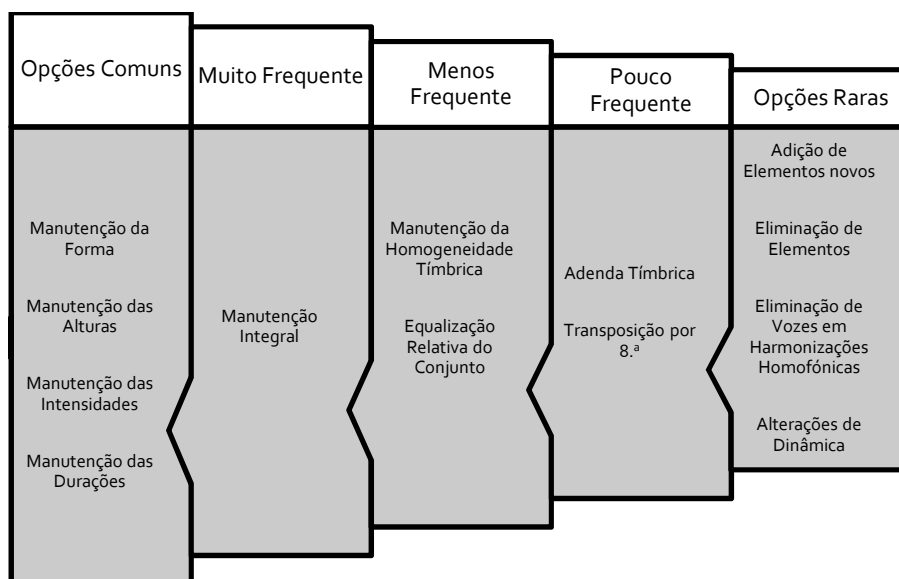 Opções Comuns
Manutenção da
Forma
Manutenção das
Alturas
Manutenção das
Intensidades
Manutenção das
Durações
Muito Frequente
Manutenção
Integral
Menos
Frequente
Manutenção da
Homogeneidade
Tímbrica
Equalização
Relativa do
Conjunto
Pouco
Frequente
Adenda Tímbrica
Transposição por
8.ª
Opções Raras
Adição de
Elementos novos
Eliminação de
Elementos
Eliminação de
Vozes em
Harmonizações
Homofónicas
Alterações de
Dinâmica